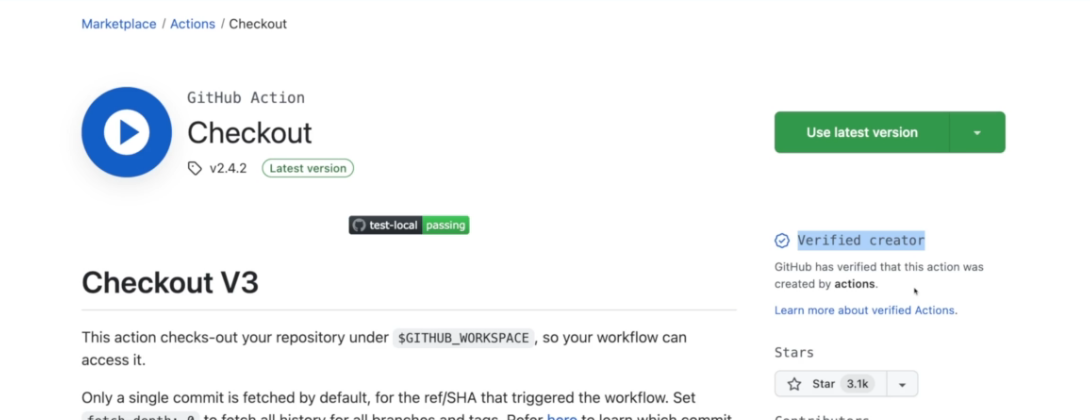 Marketplace / Actions / Checkout
GitHub Action
Checkout
v2.4.2 Latest version
Use latest version
test-local passing
Verified creator
GitHub has verified that this action was
created by actions.
Learn more about verified Actions.
Checkout V3
This action checks-out your repository under $GITHUB_WORKSPACE, so your workflow can
access it.
Stars
Star 3.1k
Only a single commit is fetched by default, for the ref/SHA that triggered the workflow. Set
fetch-depth: 0 to fetch all history for all branches and tags. Refer here to learn which commit
Contributors